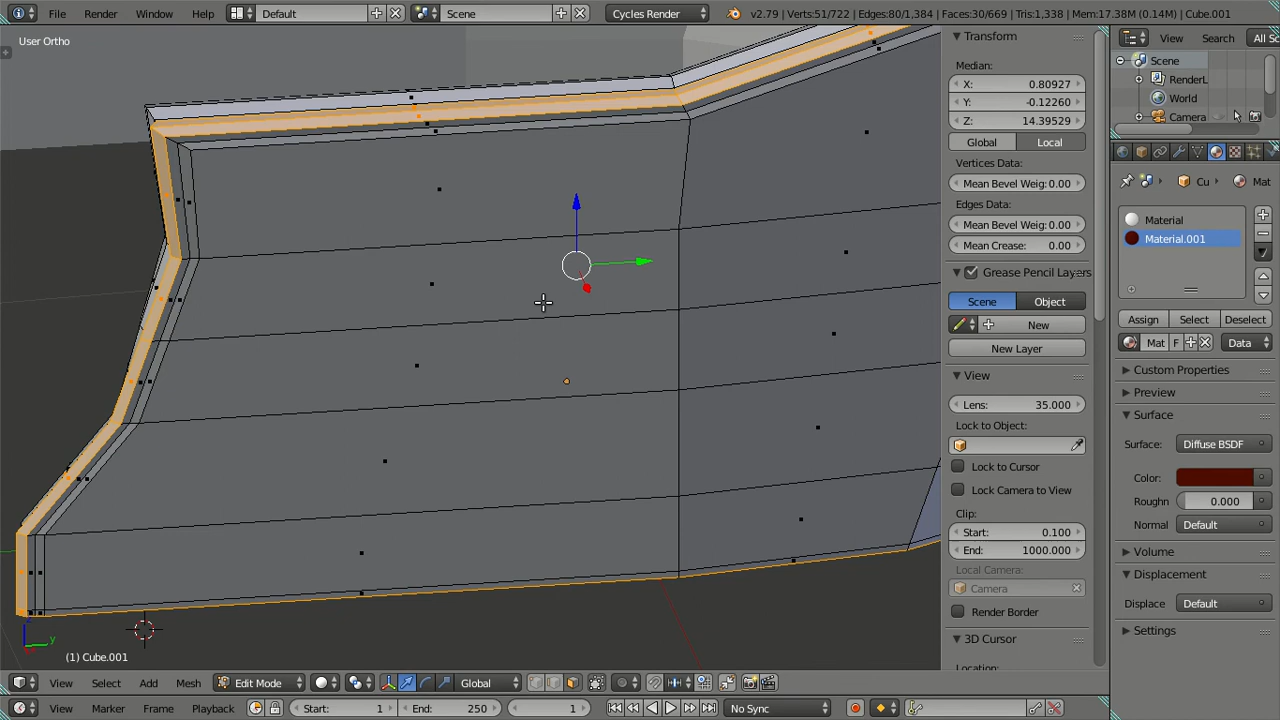 File Render Window Help Default Scene Cycles Render v2.79 | Verts:51/722 | Edges:80/1,384 | Faces:30/669 | Tris:1,338 | Mem:17.38M (0.14M) | Cube.001
User Ortho
(1) Cube.001
z
y
Transform
Median:
X: 0.80927
Y: -0.12260
Z: 14.39529
Global Local
Vertices Data:
Mean Bevel Weig: 0.00
Edges Data:
Mean Bevel Weig: 0.00
Mean Crease: 0.00
Grease Pencil Layers
Scene Object
New
New Layer
View
Lens: 35.000
Lock to Object:
Lock to Cursor
Lock Camera to View
Clip:
Start: 0.100
End: 1000.000
Local Camera:
Camera
Render Border
3D Cursor
Location:
View Search All Sc
Scene
RenderL
World
Camera
Cu Mat
Material
Material.001
Assign Select Deselect
Mat F Data
Custom Properties
Preview
Surface
Surface: Diffuse BSDF
Color:
Roughn 0.000
Normal Default
Volume
Displacement
Displace Default
Settings
View Select Add Mesh Edit Mode Global
View Marker Frame Playback Start: 1 End: 250 1 No Sync